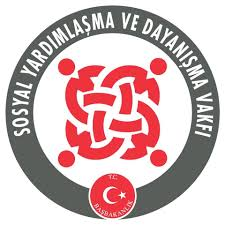 SOSYAL YARDIMLAŞMA VE DAYANIŞMA VAKFI
T.C.
BAŞBAKANLIK